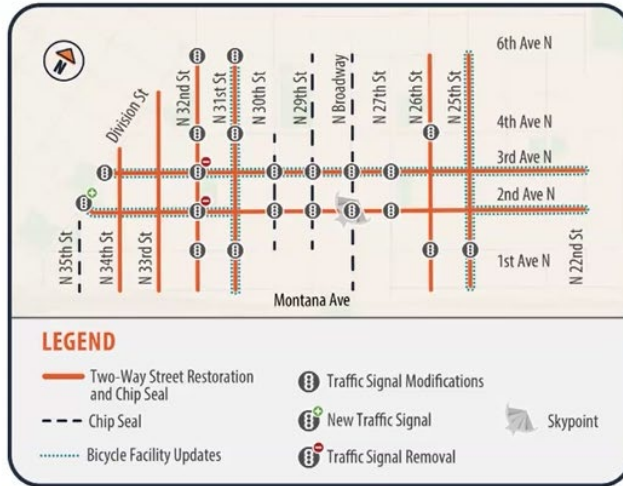 N
6th Ave N
Division St
N 32nd St
N 31st St
N 30th St
N 29th St
N Broadway
N 27th St
N 26th St
N 25th St
4th Ave N
3rd Ave N
2nd Ave N
N 35th St
N 34th St
N 33rd St
1st Ave N
N 22nd St
Montana Ave
LEGEND
Two-Way Street Restoration
and Chip Seal
Chip Seal
Bicycle Facility Updates
Traffic Signal Modifications
New Traffic Signal
Traffic Signal Removal
Skypoint